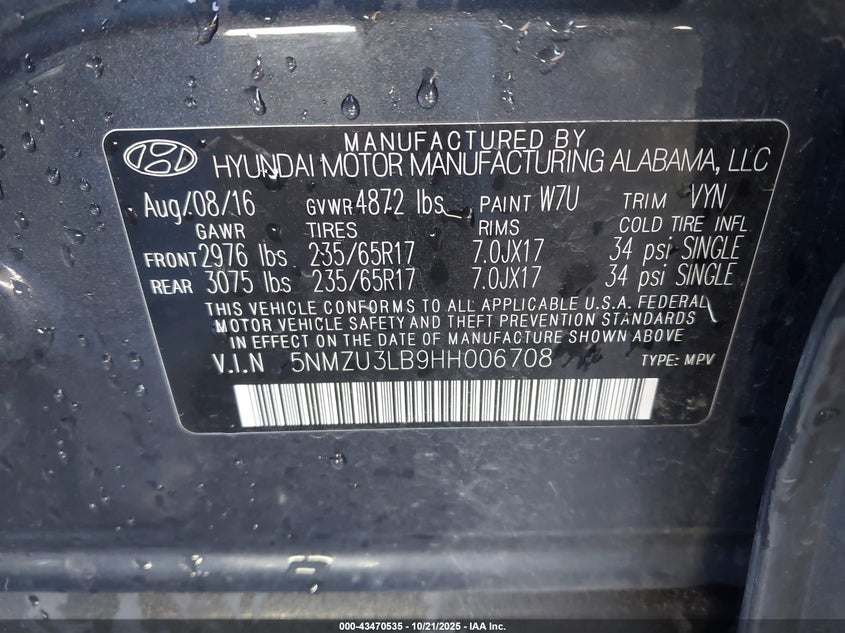 MANUFACTURED BY
HYUNDAI MOTOR MANUFACTURING ALABAMA, LLC
Aug/08/16 GVWR 4872 lbs PAINT W7U TRIM VYN
GAWR TIRES RIMS COLD TIRE INFL
FRONT 2976 lbs 235/65R17 7.0JX17 34 psi SINGLE
REAR 3075 lbs 235/65R17 7.0JX17 34 psi SINGLE
THIS VEHICLE CONFORMS TO ALL APPLICABLE U.S.A. FEDERAL
MOTOR VEHICLE SAFETY AND THEFT PREVENTION STANDARDS
IN EFFECT ON THE DATE OF MANUFACTURE SHOWN ABOVE
V.I.N 5NMZU3LB9HH006708 TYPE: MPV
000-43470535 - 10/21/2025 - IAA Inc.